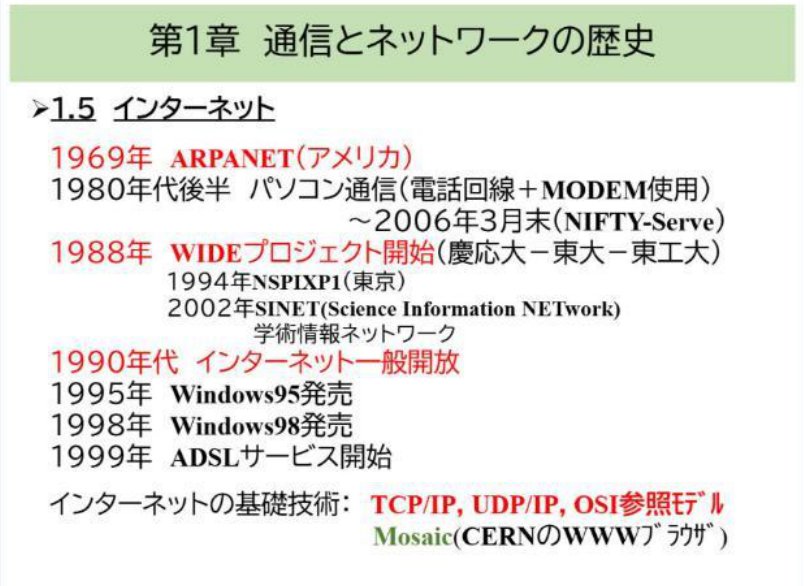 第1章 通信とネットワークの歴史
➢1.5 インターネット
1969年 ARPANET(アメリカ)
1980年代後半 パソコン通信(電話回線+MODEM使用)
~2006年3月末(NIFTY-Serve)
1988年 WIDEプロジェクト開始(慶応大-東大-東工大)
1994年NSPIXP1(東京)
2002年SINET(Science Information NETwork)
学術情報ネットワーク
1990年代 インターネット一般開放
1995年 Windows95発売
1998年 Windows98発売
1999年 ADSLサービス開始
インターネットの基礎技術: TCP/IP, UDP/IP, OSI参照モデル
Mosaic(CERNのWWWブラウザ)